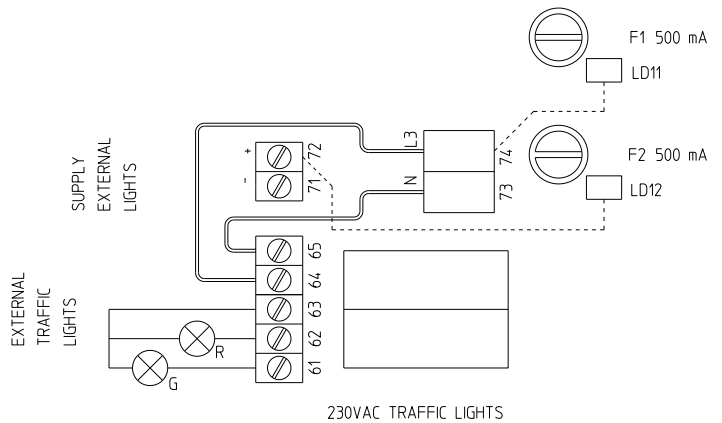 F1 500 mA
LD11
F2 500 mA
LD12
L3
74
N
73
SUPPLY
EXTERNAL
LIGHTS
+
72
-
71
65
64
63
62
61
EXTERNAL
TRAFFIC
LIGHTS
R
G
230VAC TRAFFIC LIGHTS